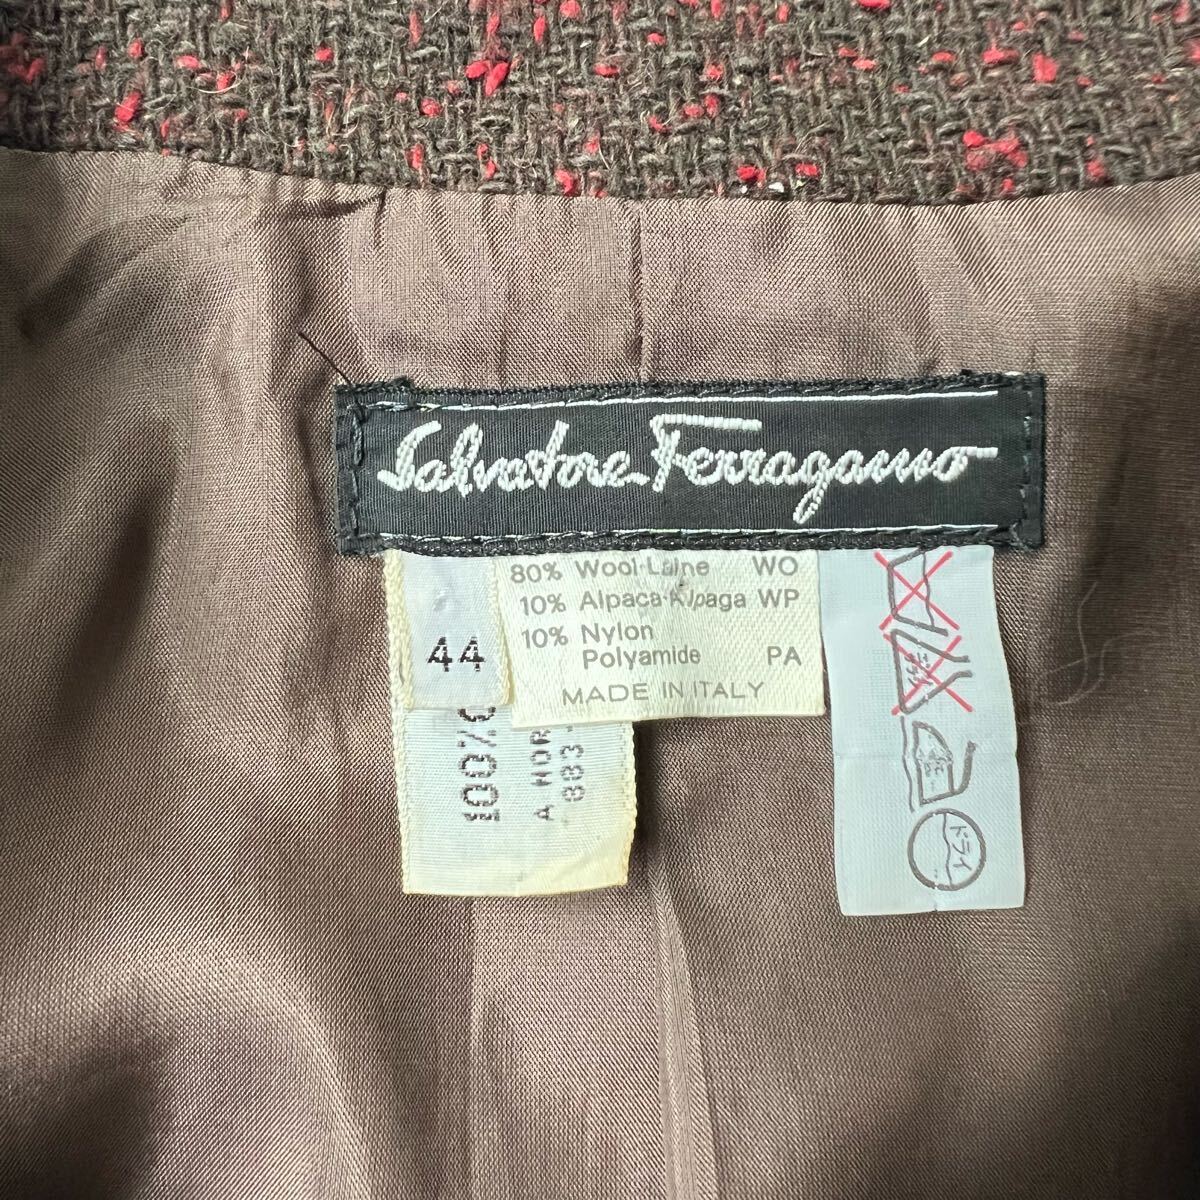 Salvatore Ferragamo
80% Wool-Laine WO
10% Alpaca-Alpaga WP
10% Nylon
Polyamide PA
MADE IN ITALY
44
100%
A HOR
883
ドライ